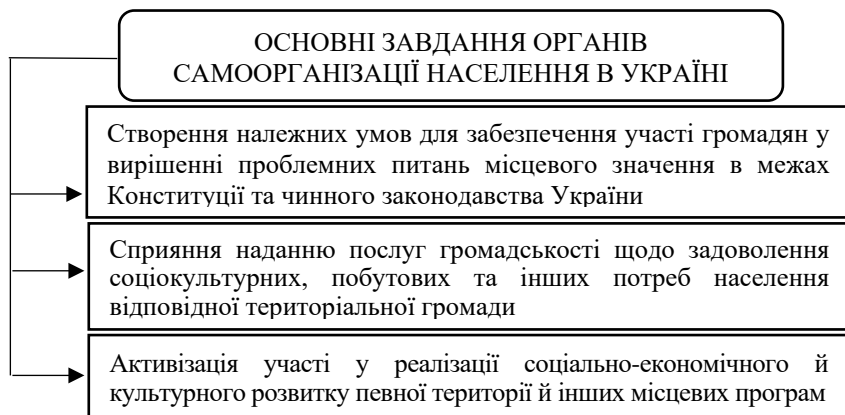 ОСНОВНІ ЗАВДАННЯ ОРГАНІВ
САМООРГАНІЗАЦІЇ НАСЕЛЕННЯ В УКРАЇНІ
Створення належних умов для забезпечення участі громадян у
вирішенні проблемних питань місцевого значення в межах
Конституції та чинного законодавства України
Сприяння наданню послуг громадськості щодо задоволення
соціокультурних, побутових та інших потреб населення
відповідної територіальної громади
Активізація участі у реалізації соціально-економічного й
культурного розвитку певної території й інших місцевих програм